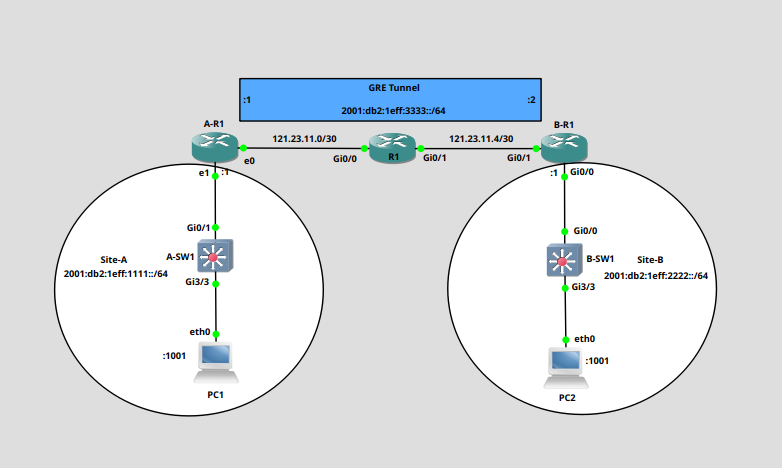 GRE Tunnel
:1
:2
2001:db2:1eff:3333::/64
A-R1
B-R1
121.23.11.0/30
121.23.11.4/30
e0
Gi0/0
R1
Gi0/1
Gi0/1
e1
:1
:1
Gi0/0
Gi0/1
Gi0/0
A-SW1
Site-A
2001:db2:1eff:1111::/64
B-SW1
Site-B
2001:db2:1eff:2222::/64
Gi3/3
Gi3/3
eth0
eth0
:1001
:1001
PC1
PC2